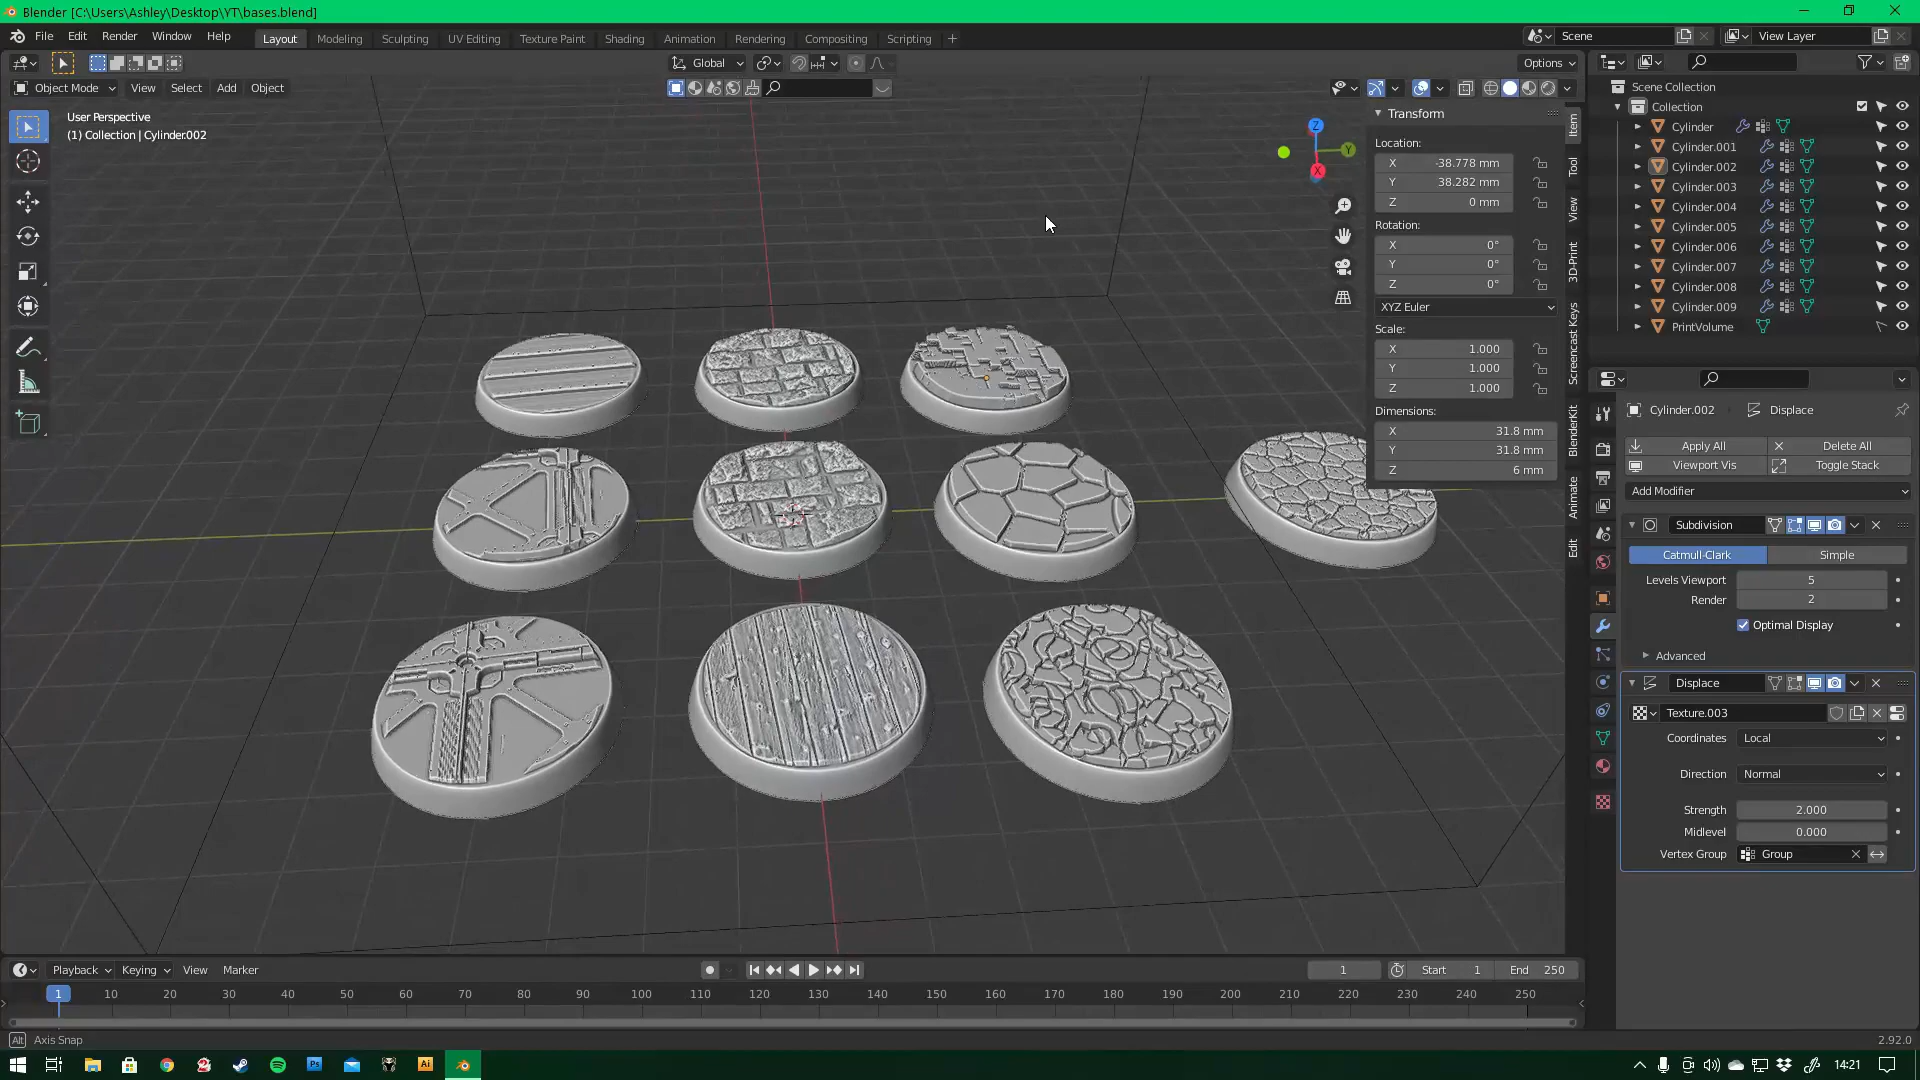 Blender [C:\Users\Ashley\Desktop\YT\bases.blend]
File Edit Render Window Help
Layout Modeling Sculpting UV Editing Texture Paint Shading Animation Rendering Compositing Scripting +
Scene
View Layer
Global
Options
Object Mode View Select Add Object
User Perspective
(1) Collection | Cylinder.002
Z
Y
X
Transform
Location:
X -38.778 mm
Y 38.282 mm
Z 0 mm
Rotation:
X 0°
Y 0°
Z 0°
XYZ Euler
Scale:
X 1.000
Y 1.000
Z 1.000
Dimensions:
X 31.8 mm
Y 31.8 mm
Z 6 mm
Item
Tool
View
3D-Print
Screencast Keys
BlenderKit
Animate
Edit
Scene Collection
Collection
Cylinder
Cylinder.001
Cylinder.002
Cylinder.003
Cylinder.004
Cylinder.005
Cylinder.006
Cylinder.007
Cylinder.008
Cylinder.009
PrintVolume
Cylinder.002 Displace
Apply All Delete All
Viewport Vis Toggle Stack
Add Modifier
Subdivision
Catmull-Clark Simple
Levels Viewport 5
Render 2
Optimal Display
Advanced
Displace
Texture.003
Coordinates Local
Direction Normal
Strength 2.000
Midlevel 0.000
Vertex Group Group
Playback Keying View Marker
1 Start 1 End 250
1 10 20 30 40 50 60 70 80 90 100 110 120 130 140 150 160 170 180 190 200 210 220 230 240 250
Alt Axis Snap
2.92.0
Ps Ai
14:21